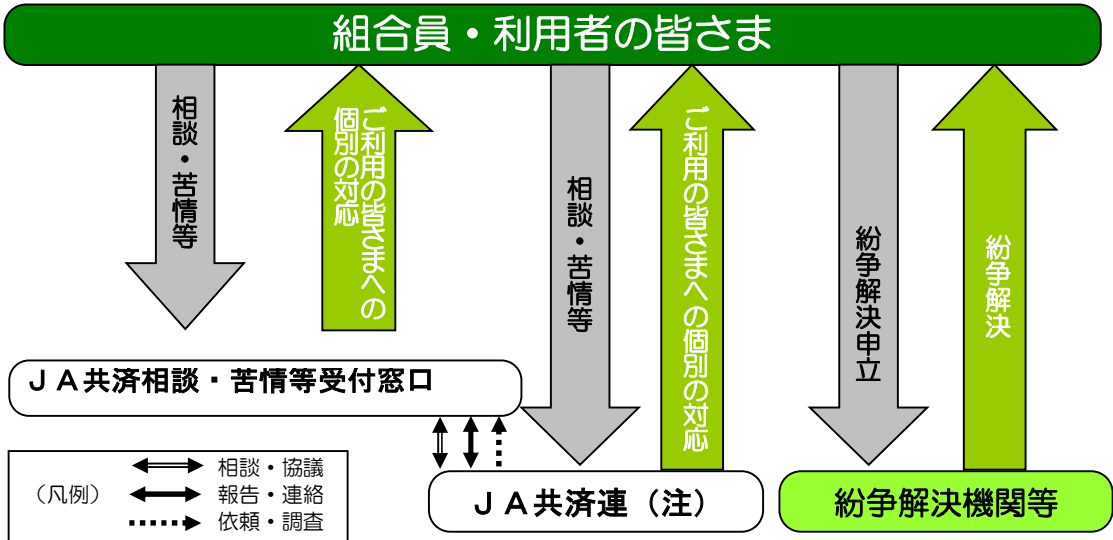 組合員・利用者の皆さま
相談・苦情等
ご利用の皆さまへの
個別の対応
相談・苦情等
ご利用の皆さまへの個別の対応
紛争解決申立
紛争解決
ＪＡ共済相談・苦情等受付窓口
ＪＡ共済連（注）
紛争解決機関等
（凡例）
相談・協議
報告・連絡
依頼・調査